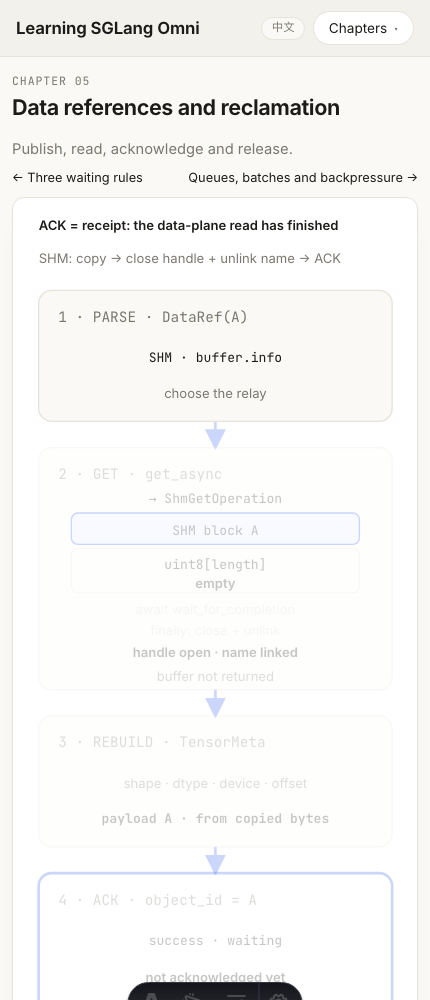 Learning SGLang Omni
中文
Chapters ·
CHAPTER 05
Data references and reclamation
Publish, read, acknowledge and release.
← Three waiting rules
Queues, batches and backpressure →
ACK = receipt: the data-plane read has finished
SHM: copy → close handle + unlink name → ACK
1 · PARSE · DataRef(A)
SHM · buffer.info
choose the relay
2 · GET · get_async
→ ShmGetOperation
SHM block A
uint8[length]
empty
await wait_for_completion
finally: close + unlink
handle open · name linked
buffer not returned
3 · REBUILD · TensorMeta
shape · dtype · device · offset
payload A · from copied bytes
4 · ACK · object_id = A
success · waiting
not acknowledged yet